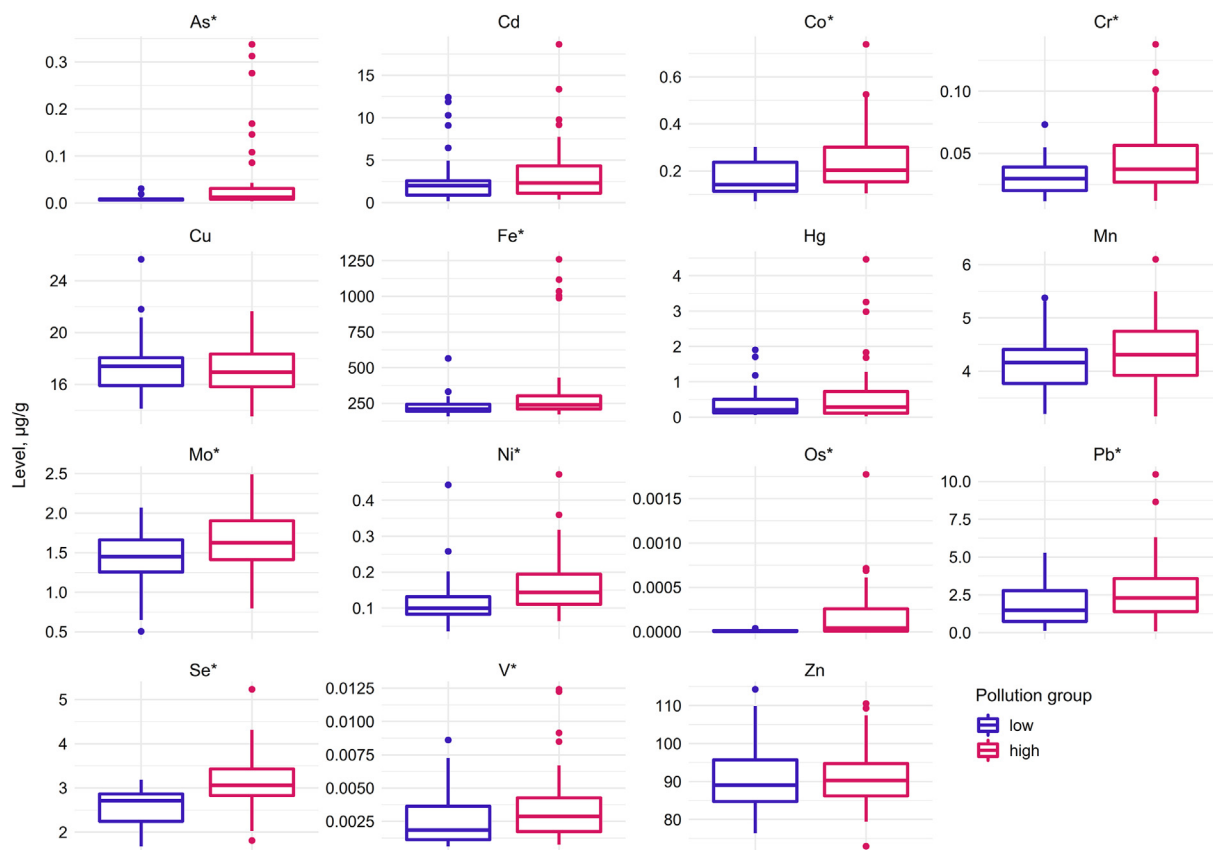 As* Cd Co* Cr*
0.3 0.2 0.1 0.0
15 10 5 0
0.6 0.4 0.2
0.10 0.05
Cu Fe* Hg Mn
24 20 16
1250 1000 750 500 250
4 3 2 1 0
6 5 4
Level, µg/g
Mo* Ni* Os* Pb*
2.5 2.0 1.5 1.0 0.5
0.4 0.3 0.2 0.1
0.0015 0.0010 0.0005 0.0000
10.0 7.5 5.0 2.5 0.0
Se* V* Zn
5 4 3 2
0.0125 0.0100 0.0075 0.0050 0.0025
110 100 90 80
Pollution group
low
high